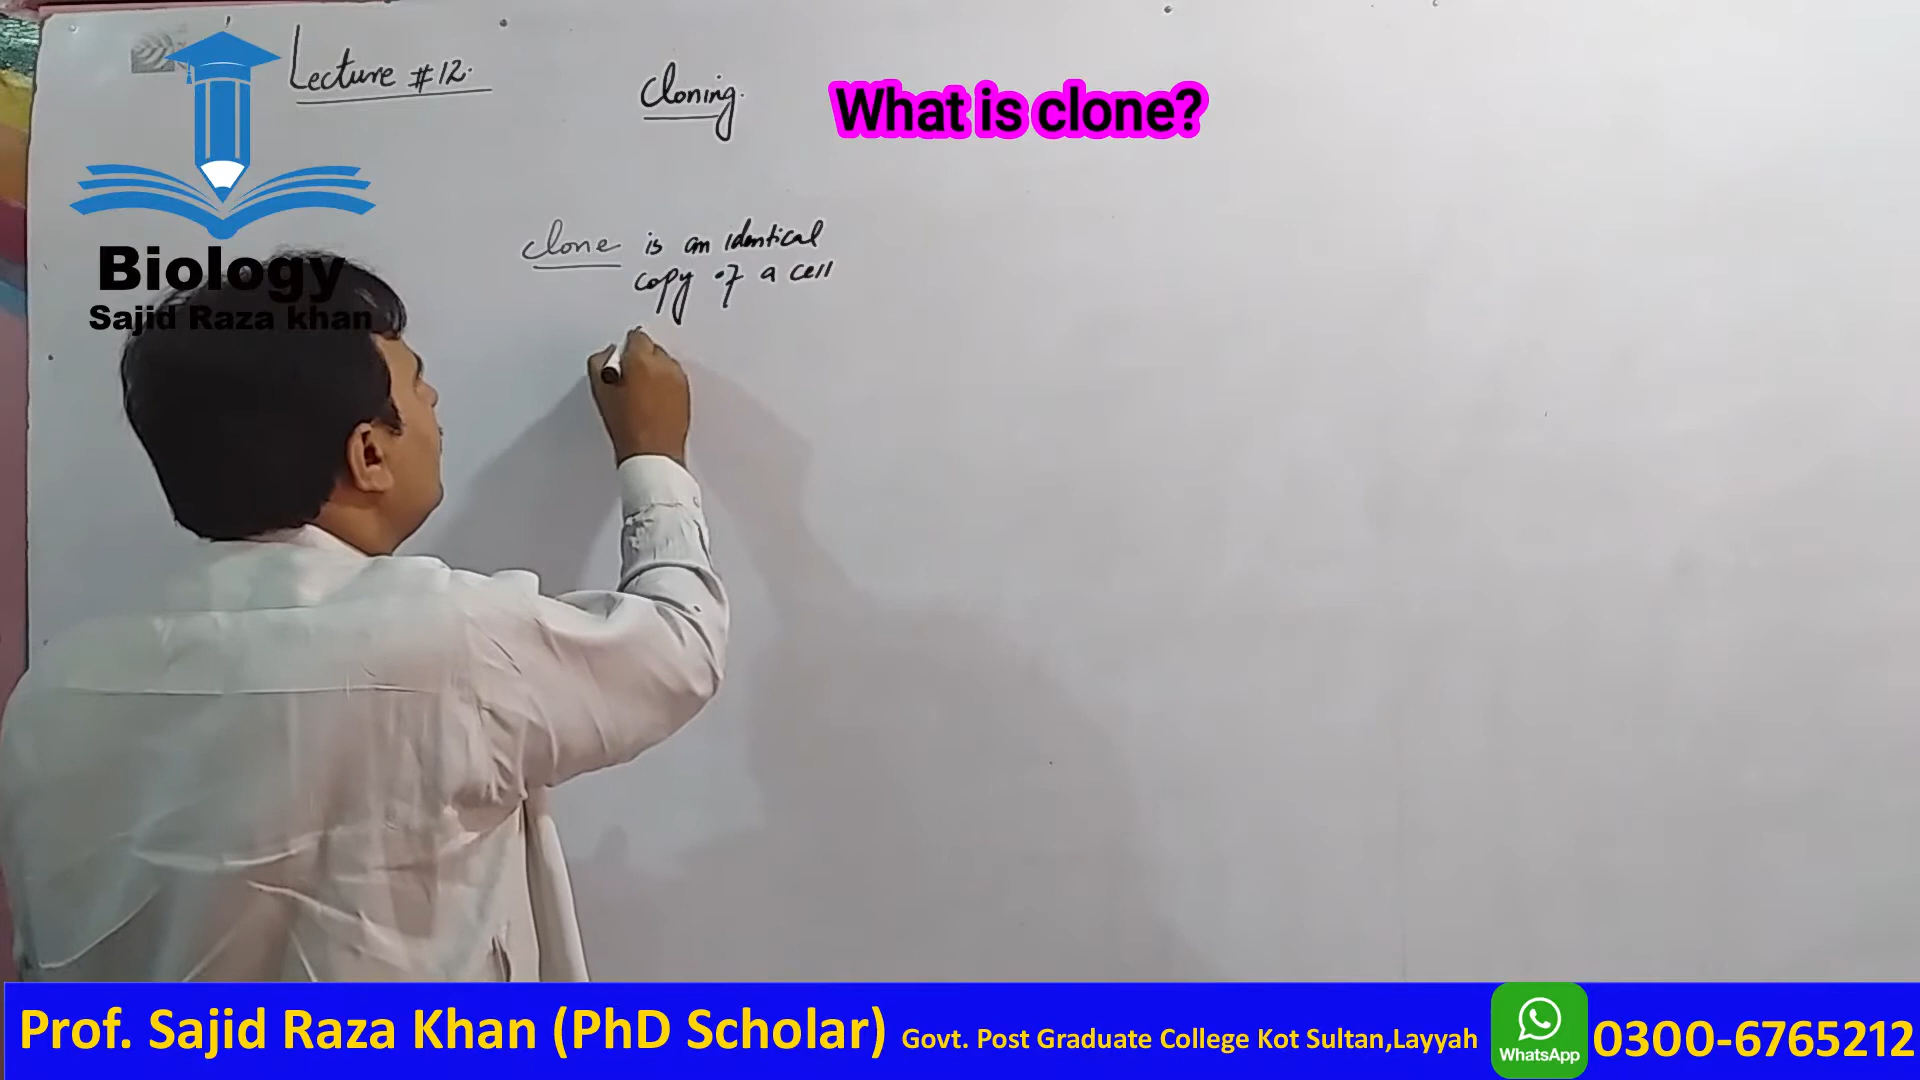 Lecture #12.
Cloning.
What is clone?
clone is an identical
copy of a cell
Biology
Sajid Raza khan
Prof. Sajid Raza Khan (PhD Scholar) Govt. Post Graduate College Kot Sultan,Layyah
WhatsApp
0300-6765212